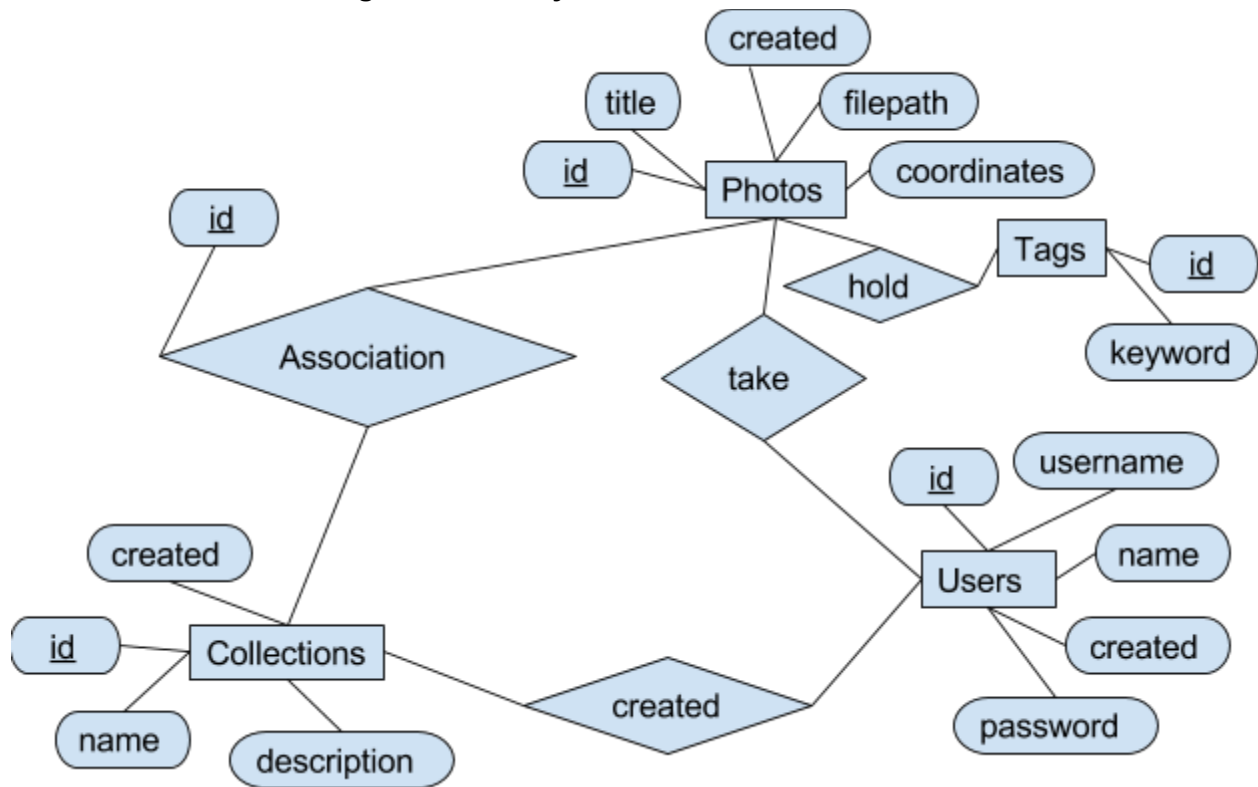 created
title
filepath
id
Photos
coordinates
id
Tags
id
hold
keyword
Association
take
username
id
created
name
Users
id
Collections
created
name
created
password
description